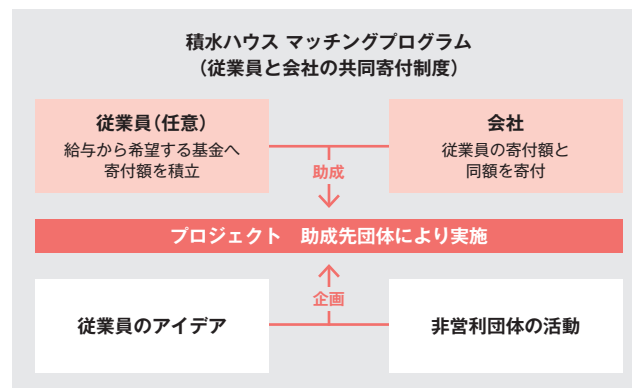 積水ハウス マッチングプログラム
（従業員と会社の共同寄付制度）
従業員（任意）
給与から希望する基金へ
寄付額を積立
会社
従業員の寄付額と
同額を寄付
助成
プロジェクト　助成先団体により実施
企画
従業員のアイデア
非営利団体の活動